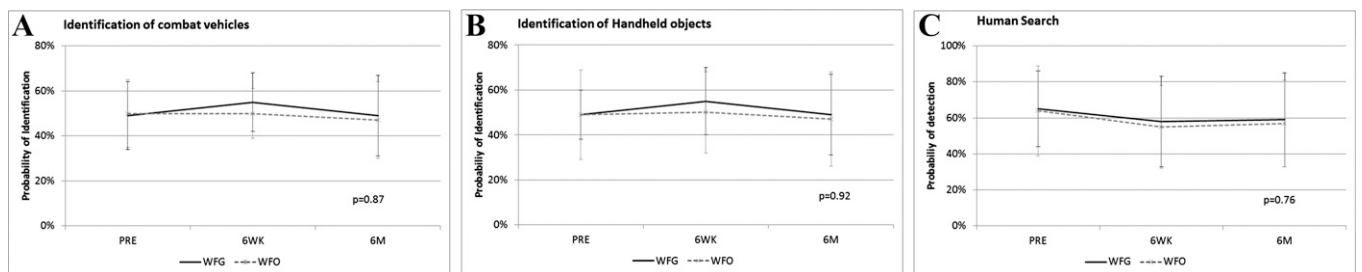 A
Identification of combat vehicles
Probability of Identification
80%
60%
40%
20%
0%
p=0.87
PRE
6WK
6M
WFG
WFO
B
Identification of Handheld objects
Probabiliy of Identification
80%
60%
40%
20%
0%
p=0.92
PRE
6WK
6M
WFG
WFO
C
Human Search
Probability of detection
100%
80%
60%
40%
20%
0%
p=0.76
PRE
6WK
6M
WFG
WFO